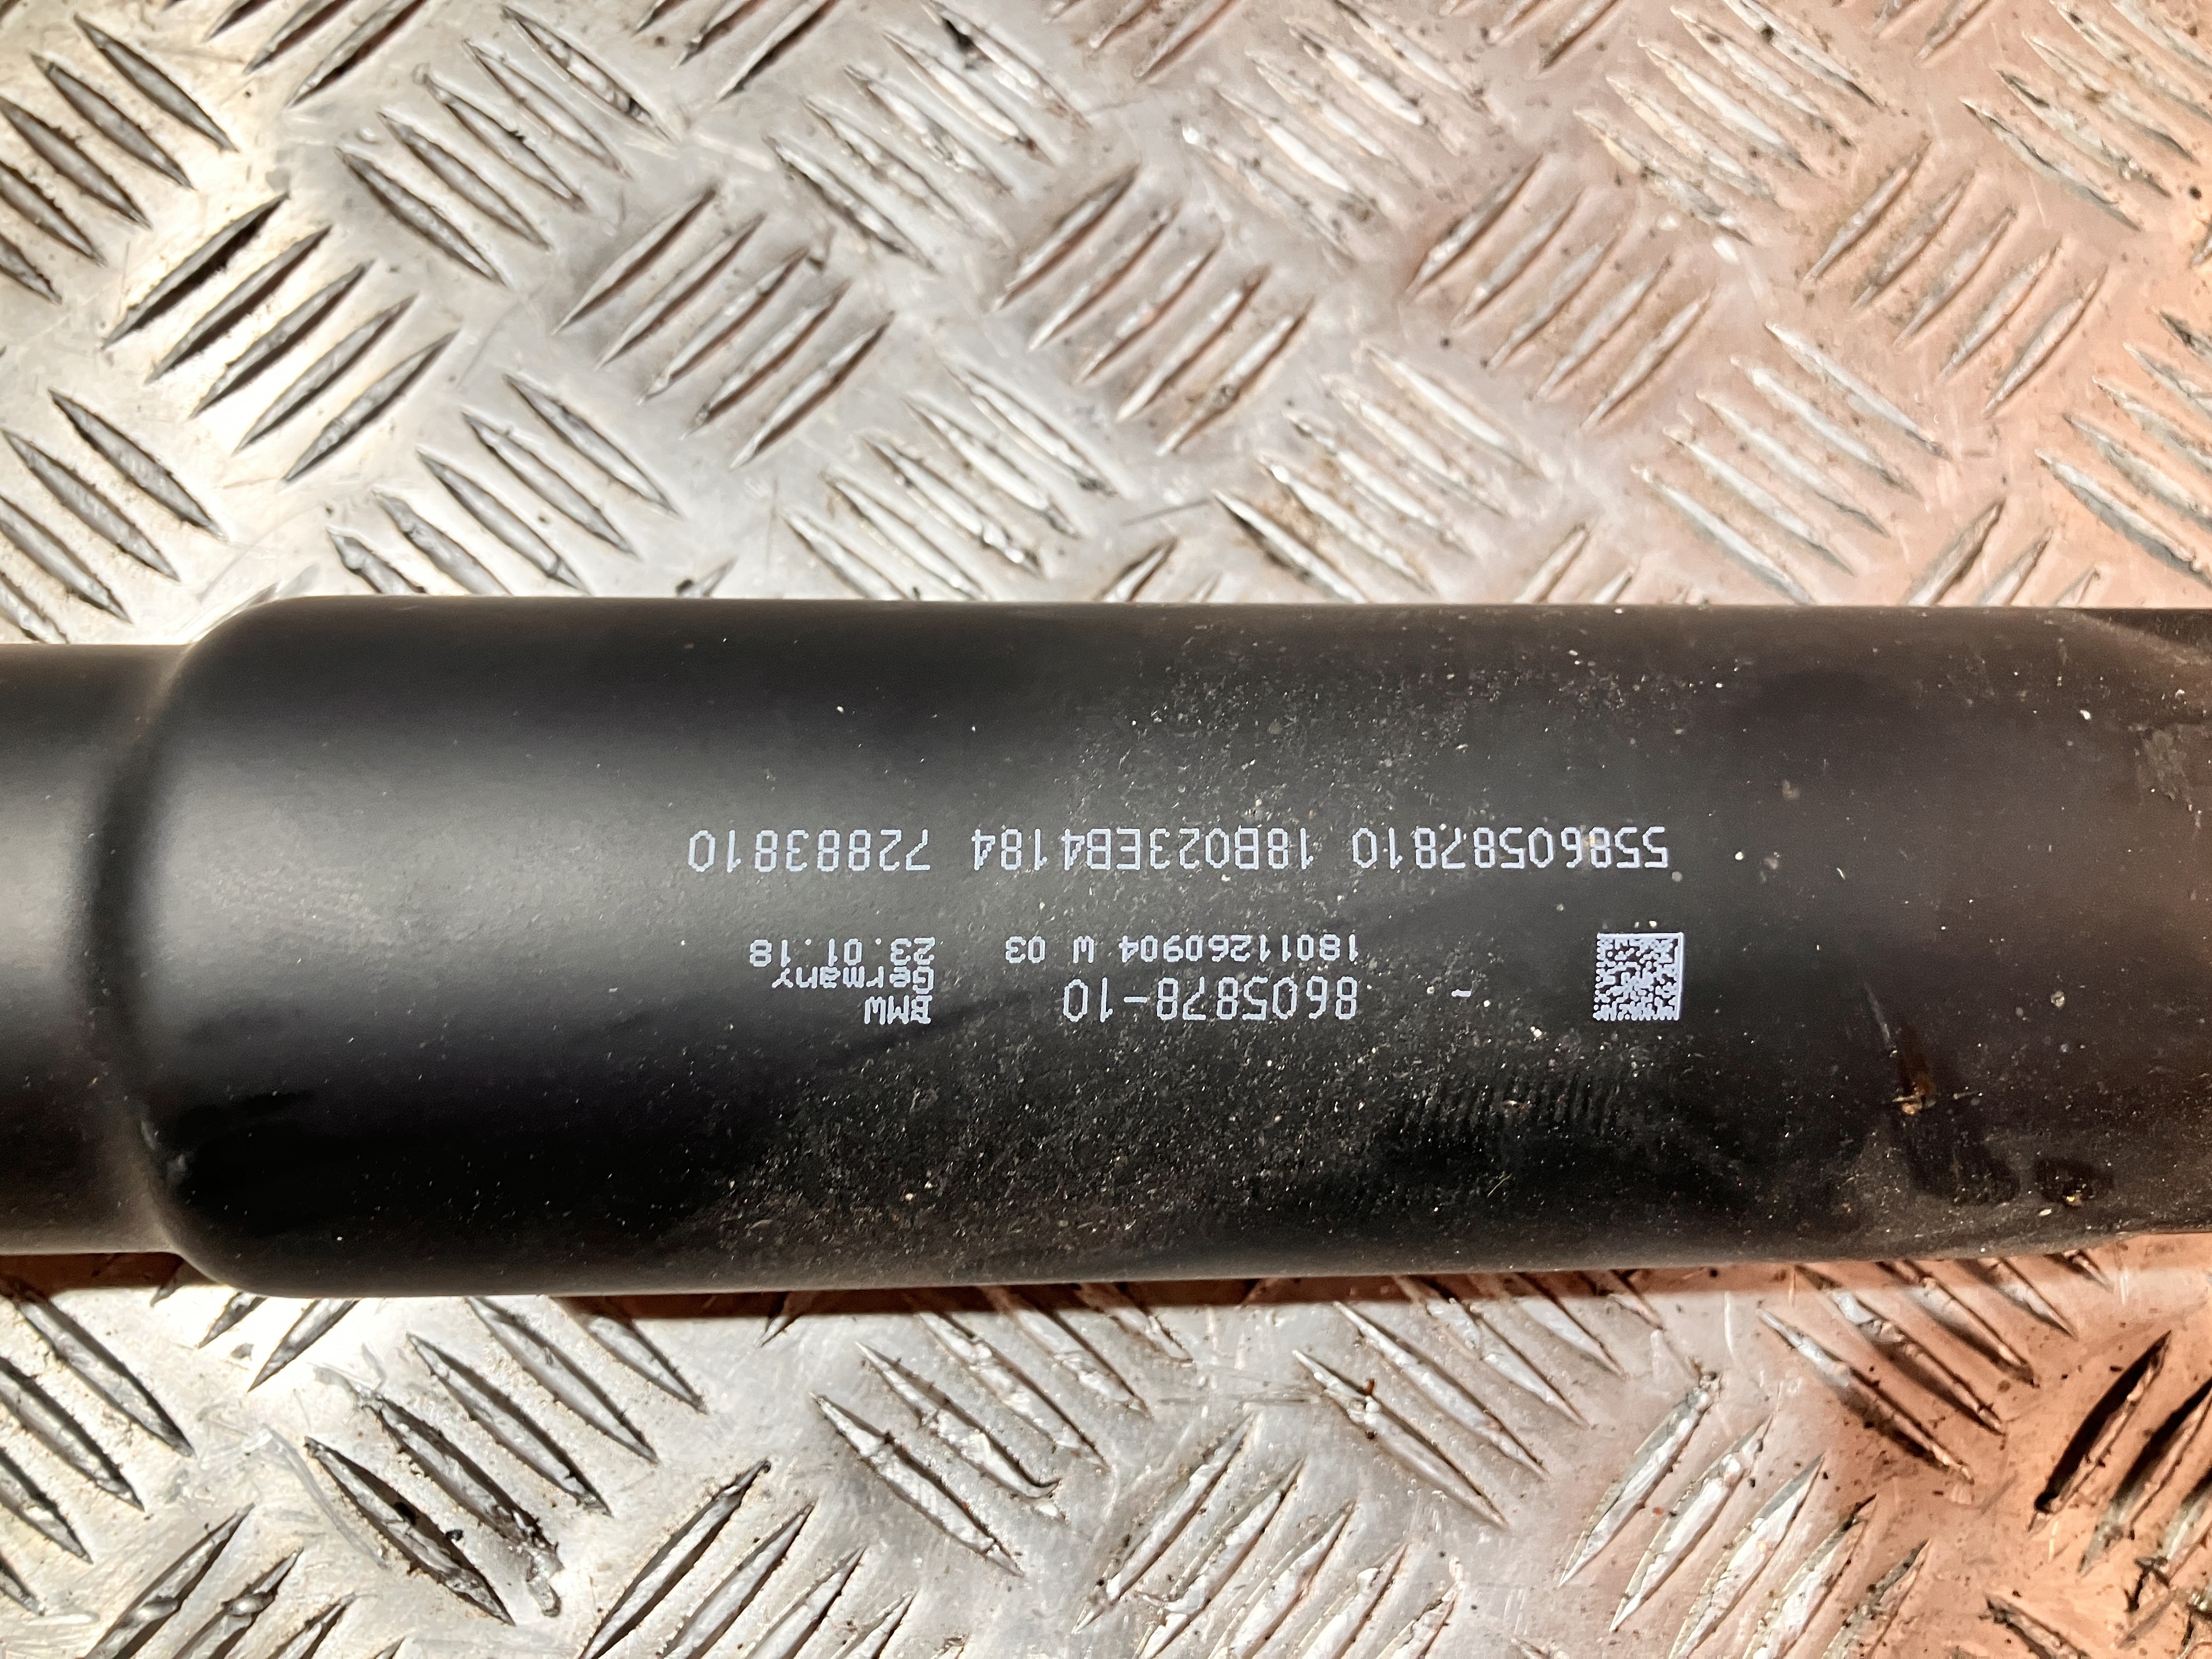 - 8605878-10 BMW
Germany
18011260904 W 03 23.01.18
55860587810 18B023EB4184 72883810